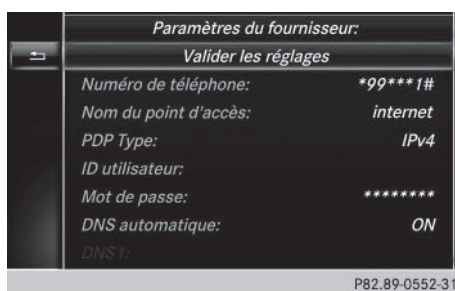 Paramètres du fournisseur:
Valider les réglages
Numéro de téléphone: *99***1#
Nom du point d'accès: internet
PDP Type: IPv4
ID utilisateur:
Mot de passe: ********
DNS automatique: ON
DNS1:
P82.89-0552-31